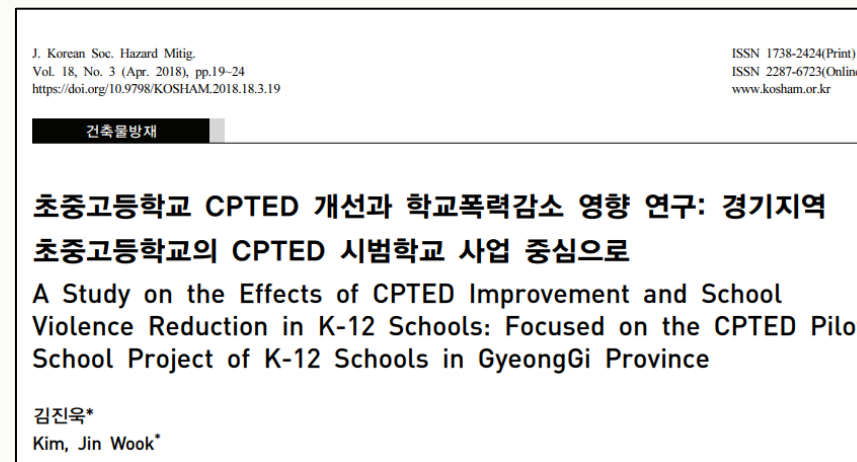 J. Korean Soc. Hazard Mitig.
Vol. 18, No. 3 (Apr. 2018), pp.19~24
https://doi.org/10.9798/KOSHAM.2018.18.3.19
ISSN 1738-2424(Print)
ISSN 2287-6723(Online
www.kosham.or.kr
건축물방재
초중고등학교 CPTED 개선과 학교폭력감소 영향 연구: 경기지역
초중고등학교의 CPTED 시범학교 사업 중심으로
A Study on the Effects of CPTED Improvement and School
Violence Reduction in K-12 Schools: Focused on the CPTED Pilo
School Project of K-12 Schools in GyeongGi Province
김진욱*
Kim, Jin Wook*